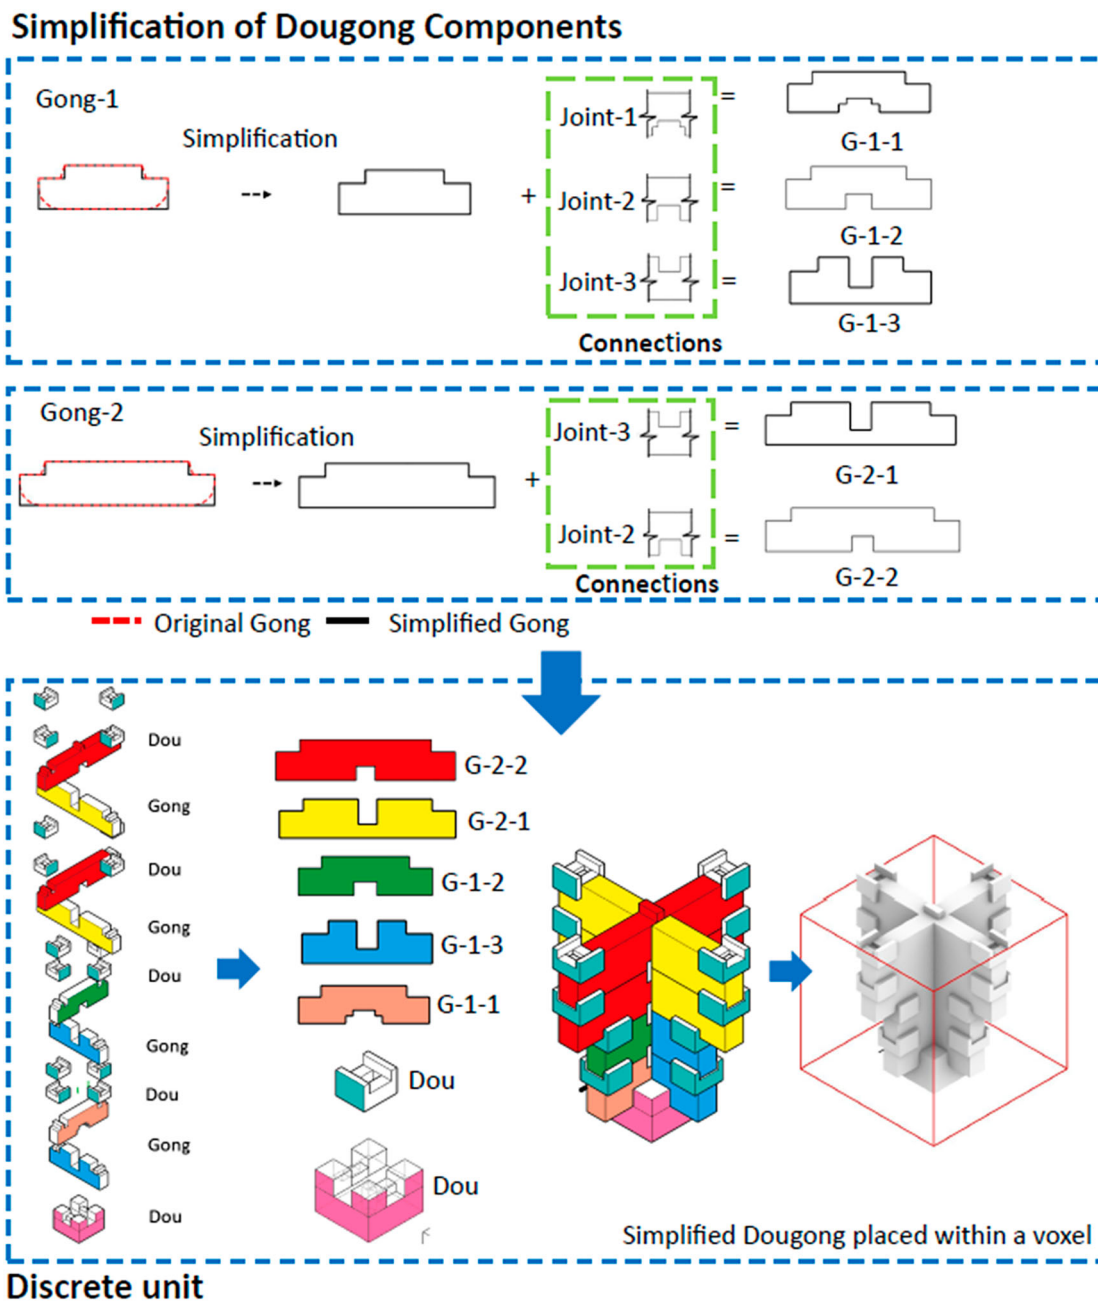 Simplification of Dougong Components
Gong-1
Simplification
+
Joint-1
=
G-1-1
Joint-2
=
G-1-2
Joint-3
=
G-1-3
Connections
Gong-2
Simplification
+
Joint-3
=
G-2-1
Joint-2
=
G-2-2
Connections
Original Gong
Simplified Gong
Dou
Gong
Dou
Gong
Dou
Gong
Dou
Gong
Dou
G-2-2
G-2-1
G-1-2
G-1-3
G-1-1
Dou
Dou
Simplified Dougong placed within a voxel
Discrete unit